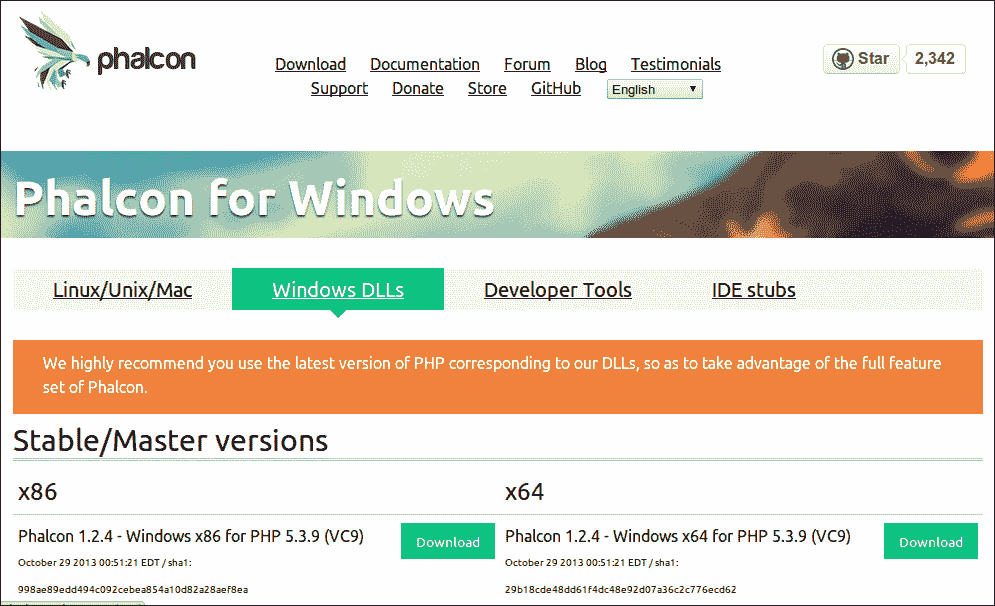 phalcon
Download Documentation Forum Blog Testimonials
Support Donate Store GitHub English
Star 2,342
Phalcon for Windows
Linux/Unix/Mac Windows DLLs Developer Tools IDE stubs
We highly recommend you use the latest version of PHP corresponding to our DLLs, so as to take advantage of the full feature
set of Phalcon.
Stable/Master versions
x86
x64
Phalcon 1.2.4 - Windows x86 for PHP 5.3.9 (VC9) Download
October 29 2013 00:51:21 EDT / sha1:
998ae89edd494c092cebea854a10d82a28aef8ea
Phalcon 1.2.4 - Windows x64 for PHP 5.3.9 (VC9) Download
October 29 2013 00:51:21 EDT / sha1:
29b18cde48dd61f4dc48e92d07a36c2c776ecd62